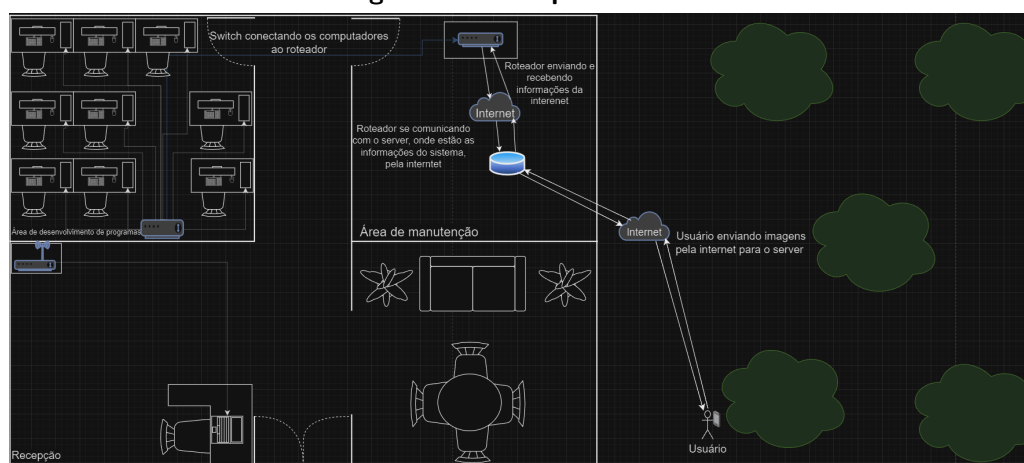 Switch conectando os computadores
ao roteador
Roteador enviando e
recebendo
informações da
interenet
Internet
Roteador se comunicando
com o server, onde estão as
informações do sistema,
pela internet
Área de desenvolvimento de programas
Área de manutenção
Internet
Usuário enviando imagens
pela internet para o server
Usuário
Recepção